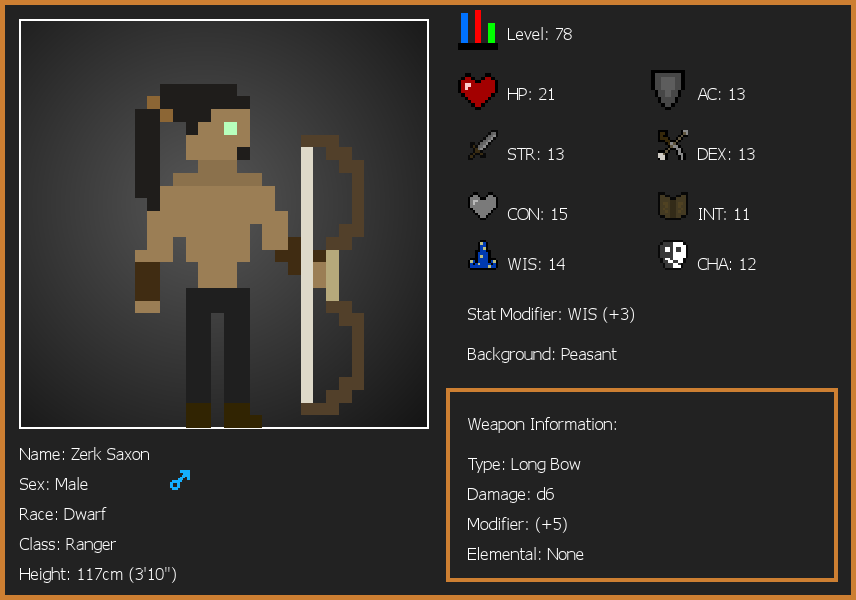 Level: 78
HP: 21
AC: 13
STR: 13
DEX: 13
CON: 15
INT: 11
WIS: 14
CHA: 12
Stat Modifier: WIS (+3)
Background: Peasant
Weapon Information:
Type: Long Bow
Damage: d6
Modifier: (+5)
Elemental: None
Name: Zerk Saxon
Sex: Male
Race: Dwarf
Class: Ranger
Height: 117cm (3'10")